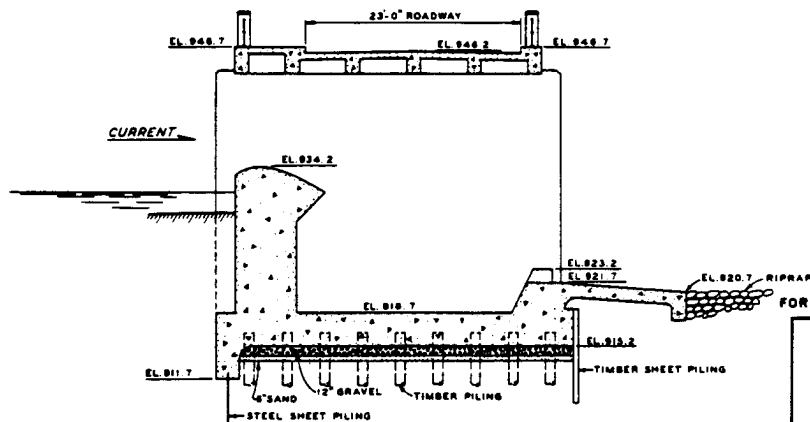 23'-0" ROADWAY
EL.946.7
EL.946.2
EL.946.7
CURRENT
EL.934.2
EL.923.2
EL.921.7
EL.920.7
RIPRAP
FOR
EL.918.7
EL.915.2
TIMBER SHEET PILING
EL.911.7
6" SAND
12" GRAVEL
TIMBER PILING
STEEL SHEET PILING